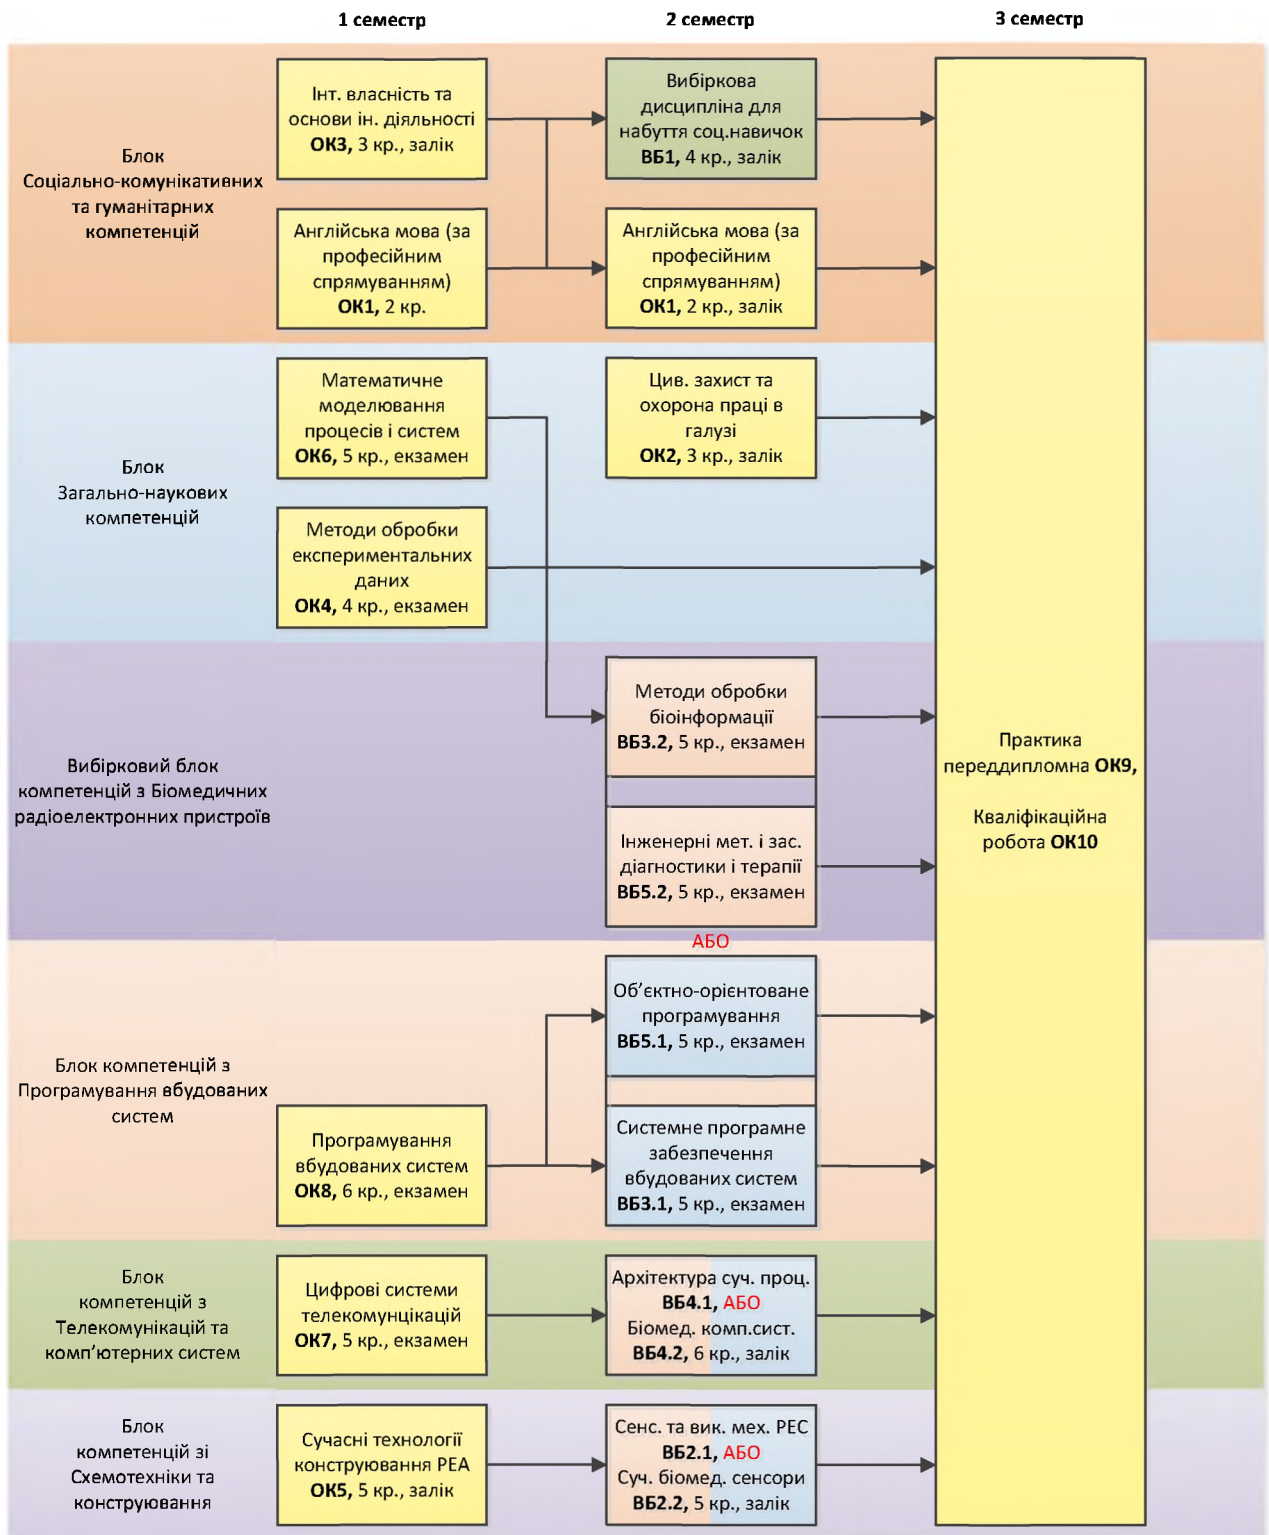 1 семестр
2 семестр
3 семестр
Блок
Соціально-комунікативних
та гуманітарних
компетенцій
Інт. власність та
основи ін. діяльності
ОК3, 3 кр., залік
Вибіркова
дисципліна для
набуття соц.навичок
ВБ1, 4 кр., залік
Англійська мова (за
професійним
спрямуванням)
ОК1, 2 кр.
Англійська мова (за
професійним
спрямуванням)
ОК1, 2 кр., залік
Блок
Загально-наукових
компетенцій
Математичне
моделювання
процесів і систем
ОК6, 5 кр., екзамен
Цив. захист та
охорона праці в
галузі
ОК2, 3 кр., залік
Методи обробки
експериментальних
даних
ОК4, 4 кр., екзамен
Вибірковий блок
компетенцій з Біомедичних
радіоелектронних пристроїв
Методи обробки
біоінформації
ВБ3.2, 5 кр., екзамен
Інженерні мет. і зас.
діагностики і терапії
ВБ5.2, 5 кр., екзамен
Практика
переддипломна ОК9,
Кваліфікаційна
робота ОК10
АБО
Блок компетенцій з
Програмування вбудованих
систем
Об’єктно-орієнтоване
програмування
ВБ5.1, 5 кр., екзамен
Програмування
вбудованих систем
ОК8, 6 кр., екзамен
Системне програмне
забезпечення
вбудованих систем
ВБ3.1, 5 кр., екзамен
Блок
компетенцій з
Телекомунікацій та
комп’ютерних систем
Цифрові системи
телекомунцікацій
ОК7, 5 кр., екзамен
Архітектура суч. проц.
ВБ4.1, АБО
Біомед. комп.сист.
ВБ4.2, 6 кр., залік
Блок
компетенцій зі
Схемотехніки та
конструювання
Сучасні технології
конструювання РЕА
ОК5, 5 кр., залік
Сенс. та вик. мех. РЕС
ВБ2.1, АБО
Суч. біомед. сенсори
ВБ2.2, 5 кр., залік